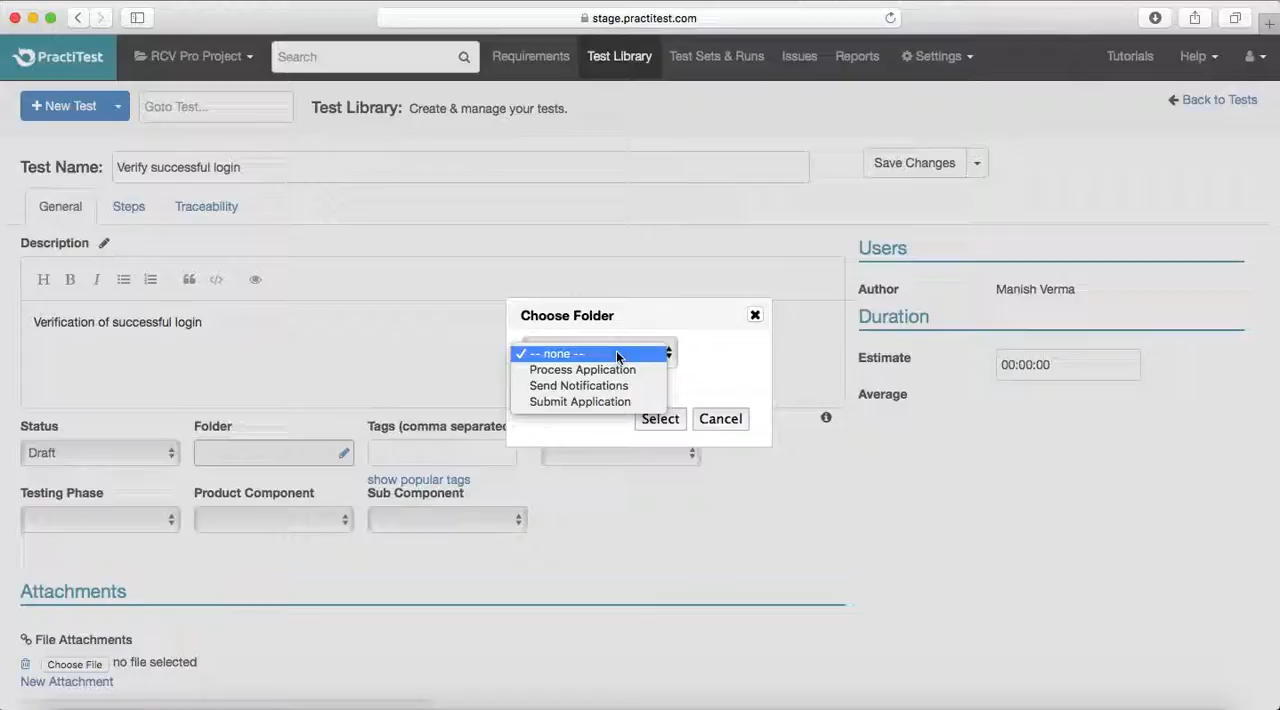 stage.practitest.com
PractiTest
RCV Pro Project
Search
Requirements
Test Library
Test Sets & Runs
Issues
Reports
Settings
Tutorials
Help
+ New Test
Goto Test...
Test Library: Create & manage your tests.
Back to Tests
Test Name:
Verify successful login
Save Changes
General
Steps
Traceability
Description
H B I
Verification of successful login
Users
Author
Manish Verma
Duration
Estimate
00:00:00
Average
Choose Folder
-- none --
Process Application
Send Notifications
Submit Application
Select
Cancel
Status
Folder
Tags (comma separate
Draft
show popular tags
Testing Phase
Product Component
Sub Component
Attachments
File Attachments
Choose File
no file selected
New Attachment